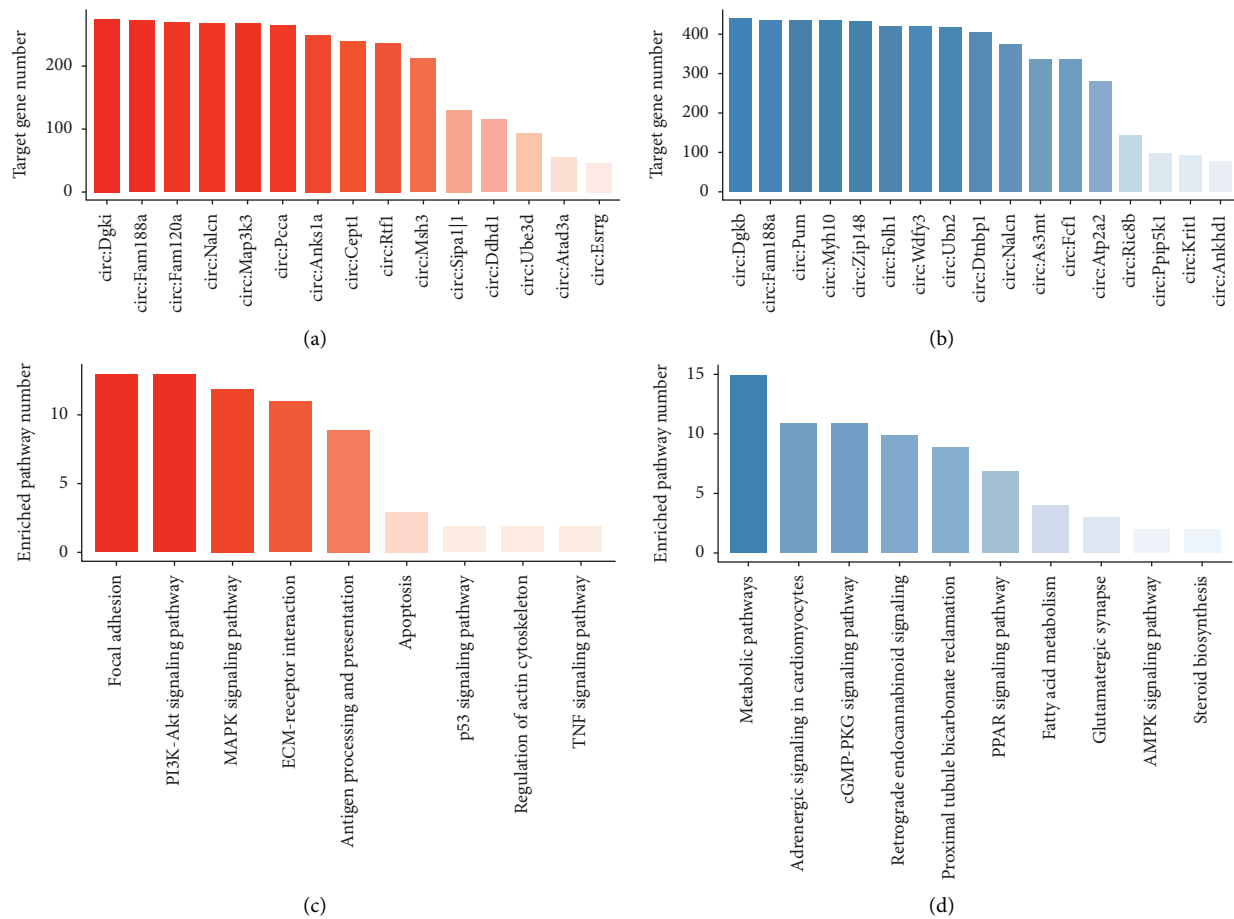 Target gene number
200
100
0
circ:Dgki
circ:Fam188a
circ:Fam120a
circ:Nalcn
circ:Map3k3
circ:Pcca
circ:Anks1a
circ:Cept1
circ:Rtf1
circ:Msh3
circ:Sipa1|1
circ:Ddhd1
circ:Ube3d
circ:Atad3a
circ:Esrrg
(a)
Target gene number
400
300
200
100
0
circ:Dgkb
circ:Fam188a
circ:Pum
circ:Myh10
circ:Zip148
circ:Folh1
circ:Wdfy3
circ:Ubn2
circ:Dtnbp1
circ:Nalcn
circ:As3mt
circ:Fcf1
circ:Atp2a2
circ:Ric8b
circ:Ppip5k1
circ:Krit1
circ:Ankhd1
(b)
Enriched pathway number
10
5
0
Focal adhesion
PI3K-Akt signaling pathway
MAPK signaling pathway
ECM-receptor interaction
Antigen processing and presentation
Apoptosis
p53 signaling pathway
Regulation of actin cytoskeleton
TNF signaling pathway
(c)
Enriched pathway number
15
10
5
0
Metabolic pathways
Adrenergic signaling in cardiomyocytes
cGMP-PKG signaling pathway
Retrograde endocannabinoid signaling
Proximal tubule bicarbonate reclamation
PPAR signaling pathway
Fatty acid metabolism
Glutamatergic synapse
AMPK signaling pathway
Steroid biosynthesis
(d)